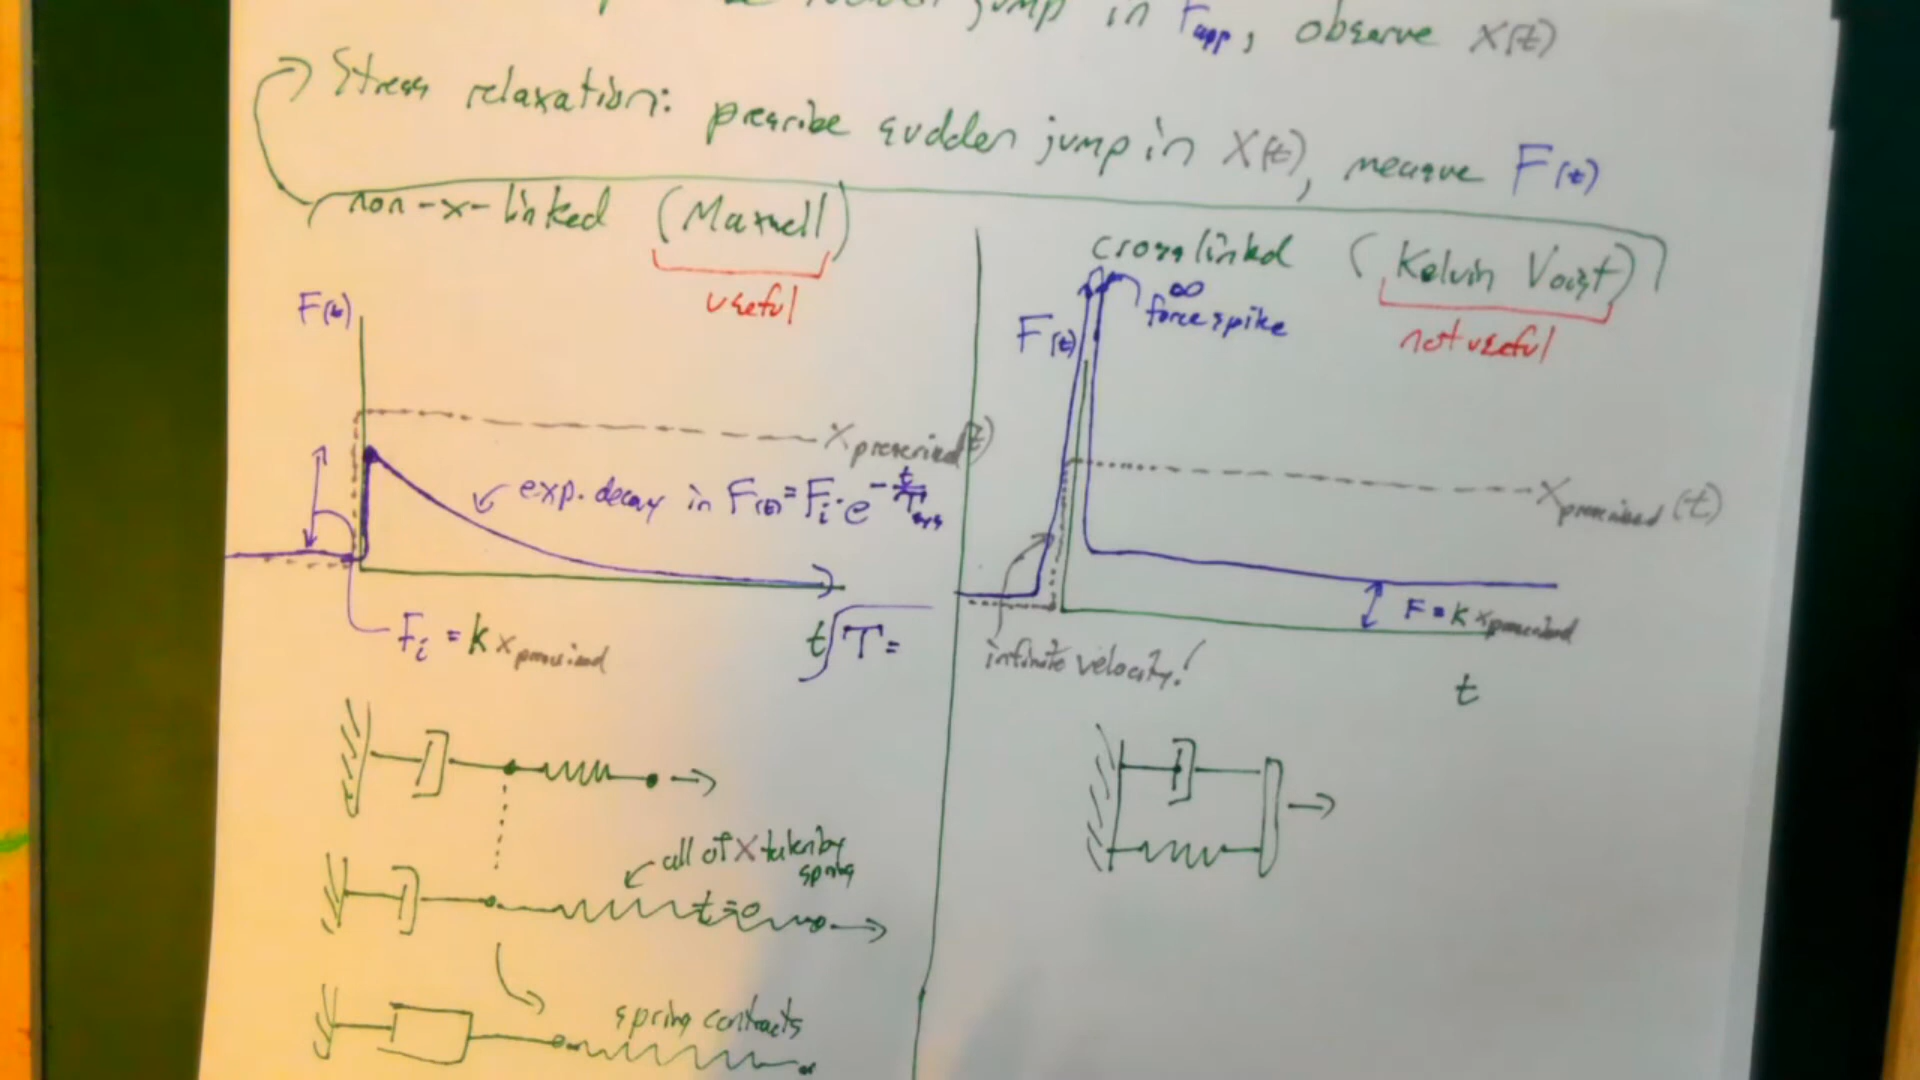 jump in Fapp, observe x(t)
Stress relaxation: prescribe sudden jump in x(t), measure F(t)
non-x-linked (Maxwell)
useful
crosslinked (Kelvin Voigt)
not useful
F(t)
F(t)
∞
force spike
xprescribed(t)
exp. decay in F(t) = Fi · e^-t/Tsys
xprescribed(t)
Fi = k xprescribed
t
T =
infinite velocity!
F = k xprescribed
t
all of x taken by
spring
t=0
spring contracts